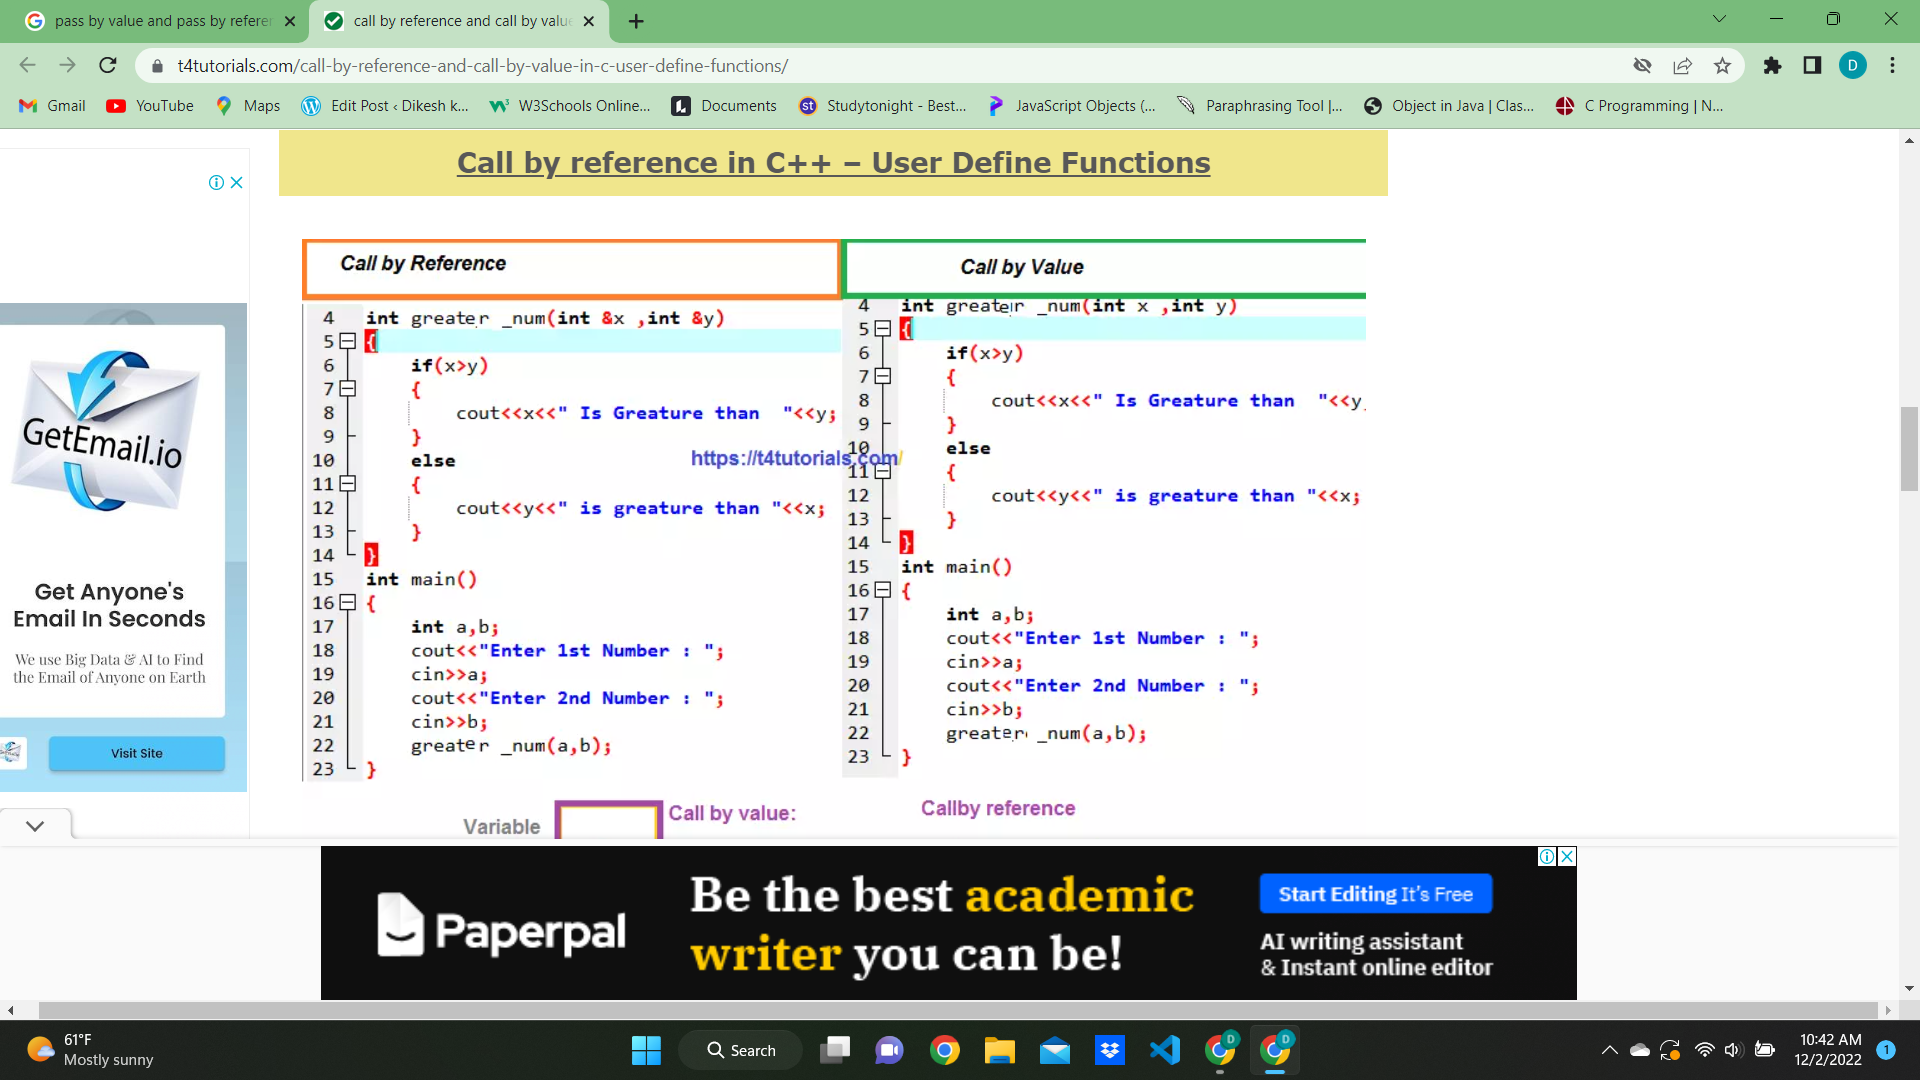 pass by value and pass by referen
call by reference and call by value
t4tutorials.com/call-by-reference-and-call-by-value-in-c-user-define-functions/
D
Gmail
YouTube
Maps
Edit Post ‹ Dikesh k...
W3Schools Online...
Documents
Studytonight - Best...
JavaScript Objects (...
Paraphrasing Tool |...
Object in Java | Clas...
C Programming | N...
Call by reference in C++ – User Define Functions
Call by Reference
4 int greater _num(int &x ,int &y)
5 {
6 if(x>y)
7 {
8 cout<<x<<" Is Greature than  "<<y;
9 }
10 else
11 {
12 cout<<y<<" is greature than "<<x;
13 }
14 }
15 int main()
16 {
17 int a,b;
18 cout<<"Enter 1st Number : ";
19 cin>>a;
20 cout<<"Enter 2nd Number : ";
21 cin>>b;
22 greater _num(a,b);
23 }
Call by Value
4 int greater _num(int x ,int y)
5 {
6 if(x>y)
7 {
8 cout<<x<<" Is Greature than  "<<y;
9 }
10 else
11 {
12 cout<<y<<" is greature than "<<x;
13 }
14 }
15 int main()
16 {
17 int a,b;
18 cout<<"Enter 1st Number : ";
19 cin>>a;
20 cout<<"Enter 2nd Number : ";
21 cin>>b;
22 greater _num(a,b);
23 }
https://t4tutorials.com/
Variable
Call by value:
Callby reference
GetEmail.io
Get Anyone's
Email In Seconds
We use Big Data & AI to Find
the Email of Anyone on Earth
Visit Site
Paperpal
Be the best academic
writer you can be!
Start Editing It's Free
AI writing assistant
& Instant online editor
61°F
Mostly sunny
Search
D
D
10:42 AM
12/2/2022
1